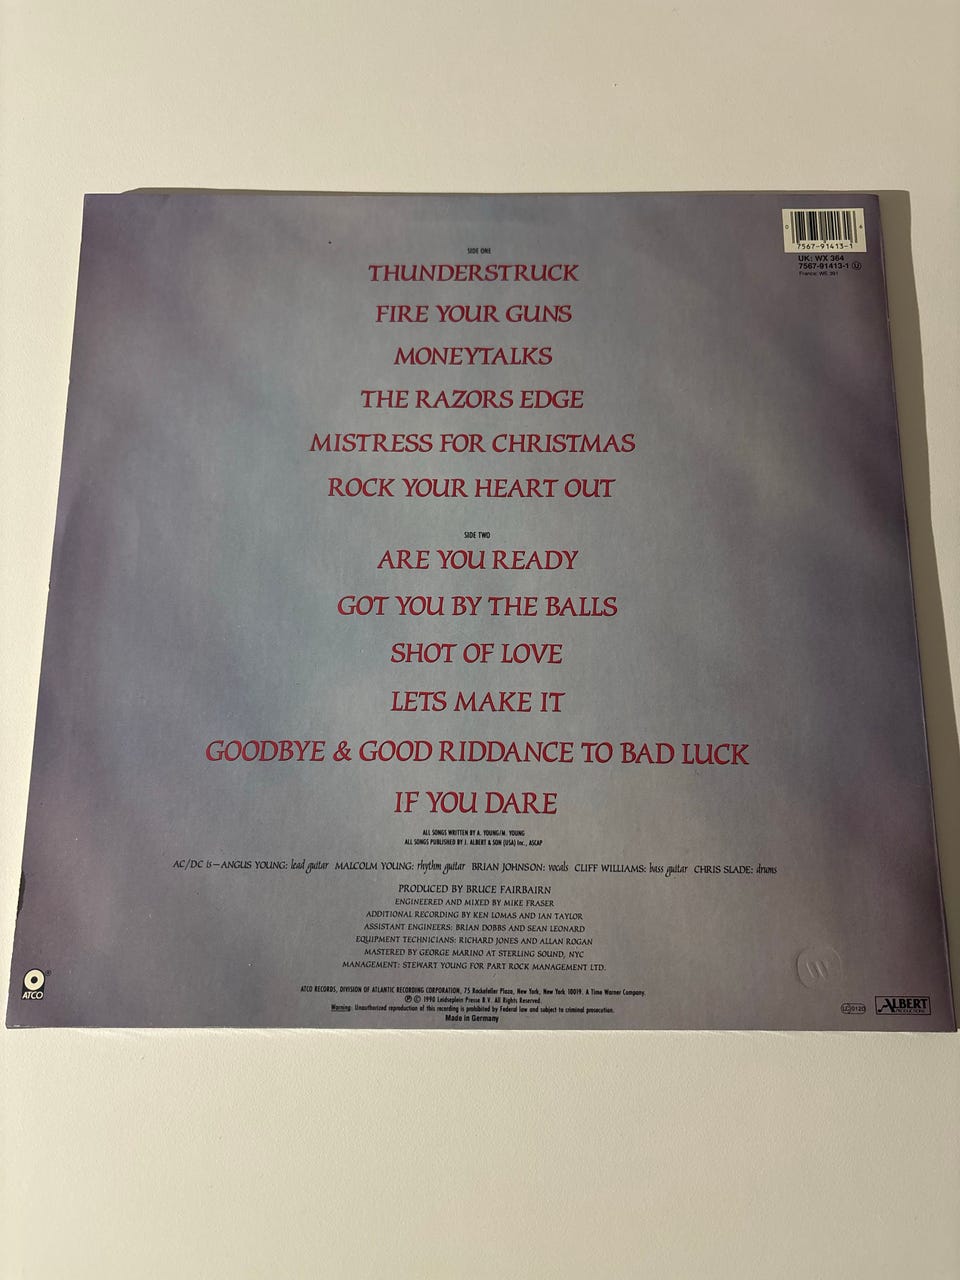 0
6
7567-91413-1
UK: WX 364
7567-91413-1 Ⓤ
France: WE 391
SIDE ONE
THUNDERSTRUCK
FIRE YOUR GUNS
MONEYTALKS
THE RAZORS EDGE
MISTRESS FOR CHRISTMAS
ROCK YOUR HEART OUT
SIDE TWO
ARE YOU READY
GOT YOU BY THE BALLS
SHOT OF LOVE
LETS MAKE IT
GOODBYE & GOOD RIDDANCE TO BAD LUCK
IF YOU DARE
ALL SONGS WRITTEN BY A. YOUNG/M. YOUNG
ALL SONGS PUBLISHED BY J. ALBERT & SON (USA) Inc., ASCAP
AC/DC is—ANGUS YOUNG: lead guitar MALCOLM YOUNG: rhythm guitar BRIAN JOHNSON: vocals CLIFF WILLIAMS: bass guitar CHRIS SLADE: drums
PRODUCED BY BRUCE FAIRBAIRN
ENGINEERED AND MIXED BY MIKE FRASER
ADDITIONAL RECORDING BY KEN LOMAS AND IAN TAYLOR
ASSISTANT ENGINEERS: BRIAN DOBBS AND SEAN LEONARD
EQUIPMENT TECHNICIANS: RICHARD JONES AND ALLAN ROGAN
MASTERED BY GEORGE MARINO AT STERLING SOUND, NYC
MANAGEMENT: STEWART YOUNG FOR PART ROCK MANAGEMENT LTD.
ATCO RECORDS, DIVISION OF ATLANTIC RECORDING CORPORATION, 75 Rockefeller Plaza, New York, New York 10019. A Time Warner Company.
Ⓟ © 1990 Leidseplein Presse B.V. All Rights Reserved.
Warning: Unauthorized reproduction of this recording is prohibited by Federal law and subject to criminal prosecution.
Made in Germany
ATCO ®
LC 0120
ALBERT
PRODUCTIONS